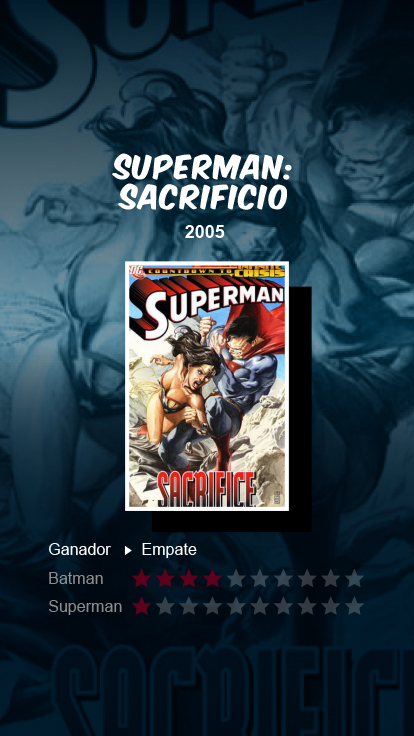 SUPERMAN:
SACRIFICIO
2005
DC COUNTDOWN TO INFINITE CRISIS
SUPERMAN
SACRIFICE
Ganador ▶ Empate
Batman
Superman